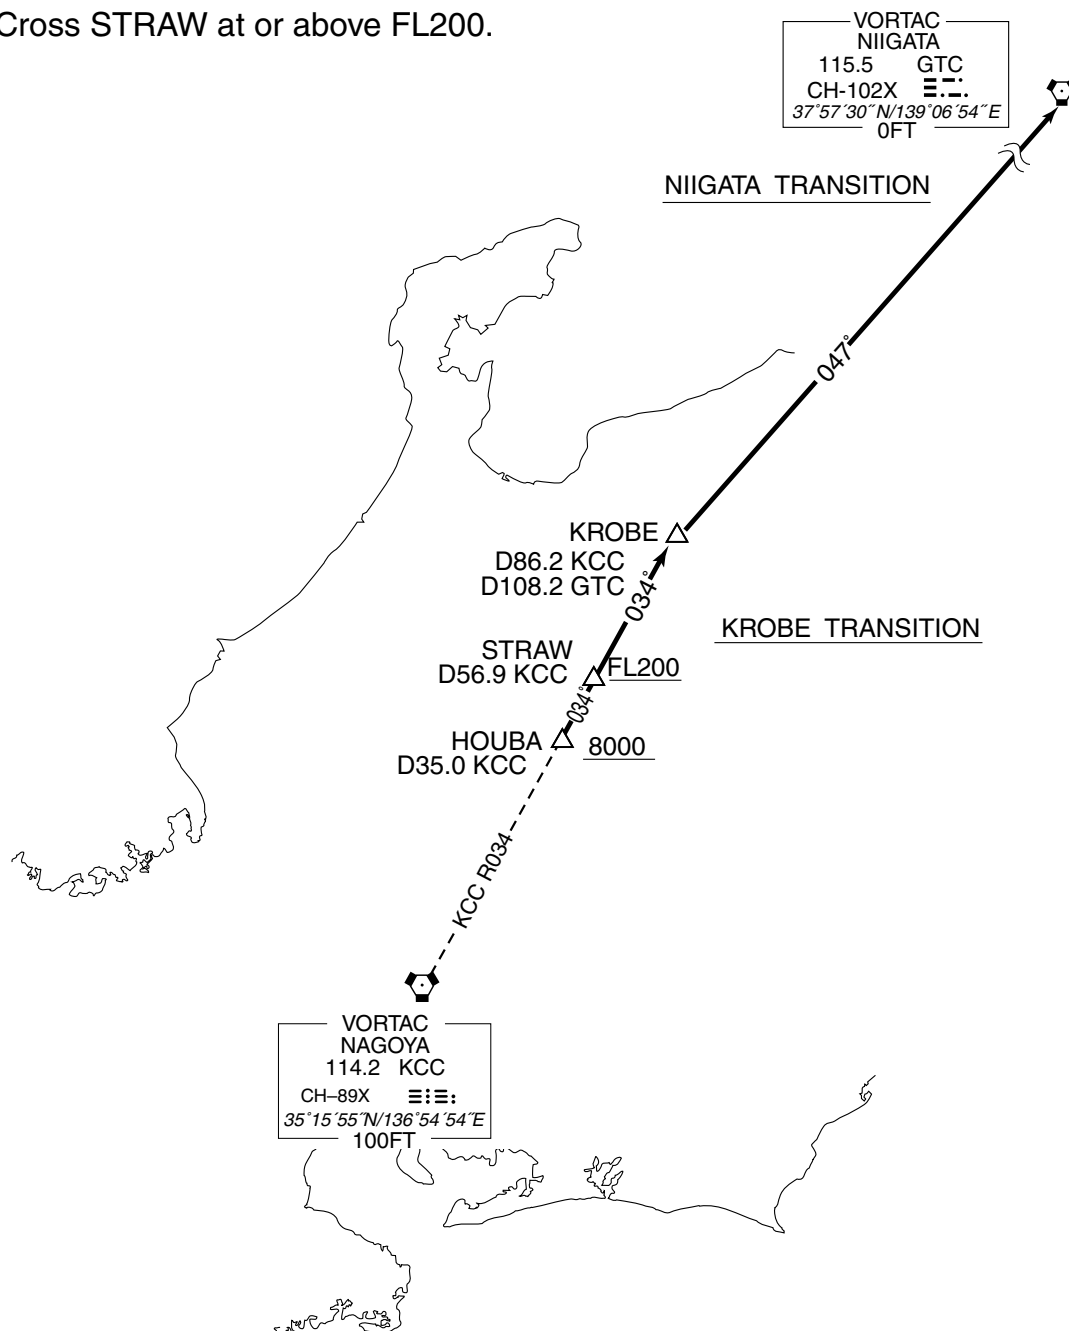 Cross STRAW at or above FL200.
VORTAC
NIIGATA
115.5 GTC
CH-102X
37°57´30˝N/139°06´54˝E
0FT
NIIGATA TRANSITION
047°
KROBE
D86.2 KCC
D108.2 GTC
034°
KROBE TRANSITION
STRAW
D56.9 KCC
FL200
034°
HOUBA
D35.0 KCC
8000
KCC R034
VORTAC
NAGOYA
114.2 KCC
CH–89X
35°15´55˝N/136°54´54˝E
100FT